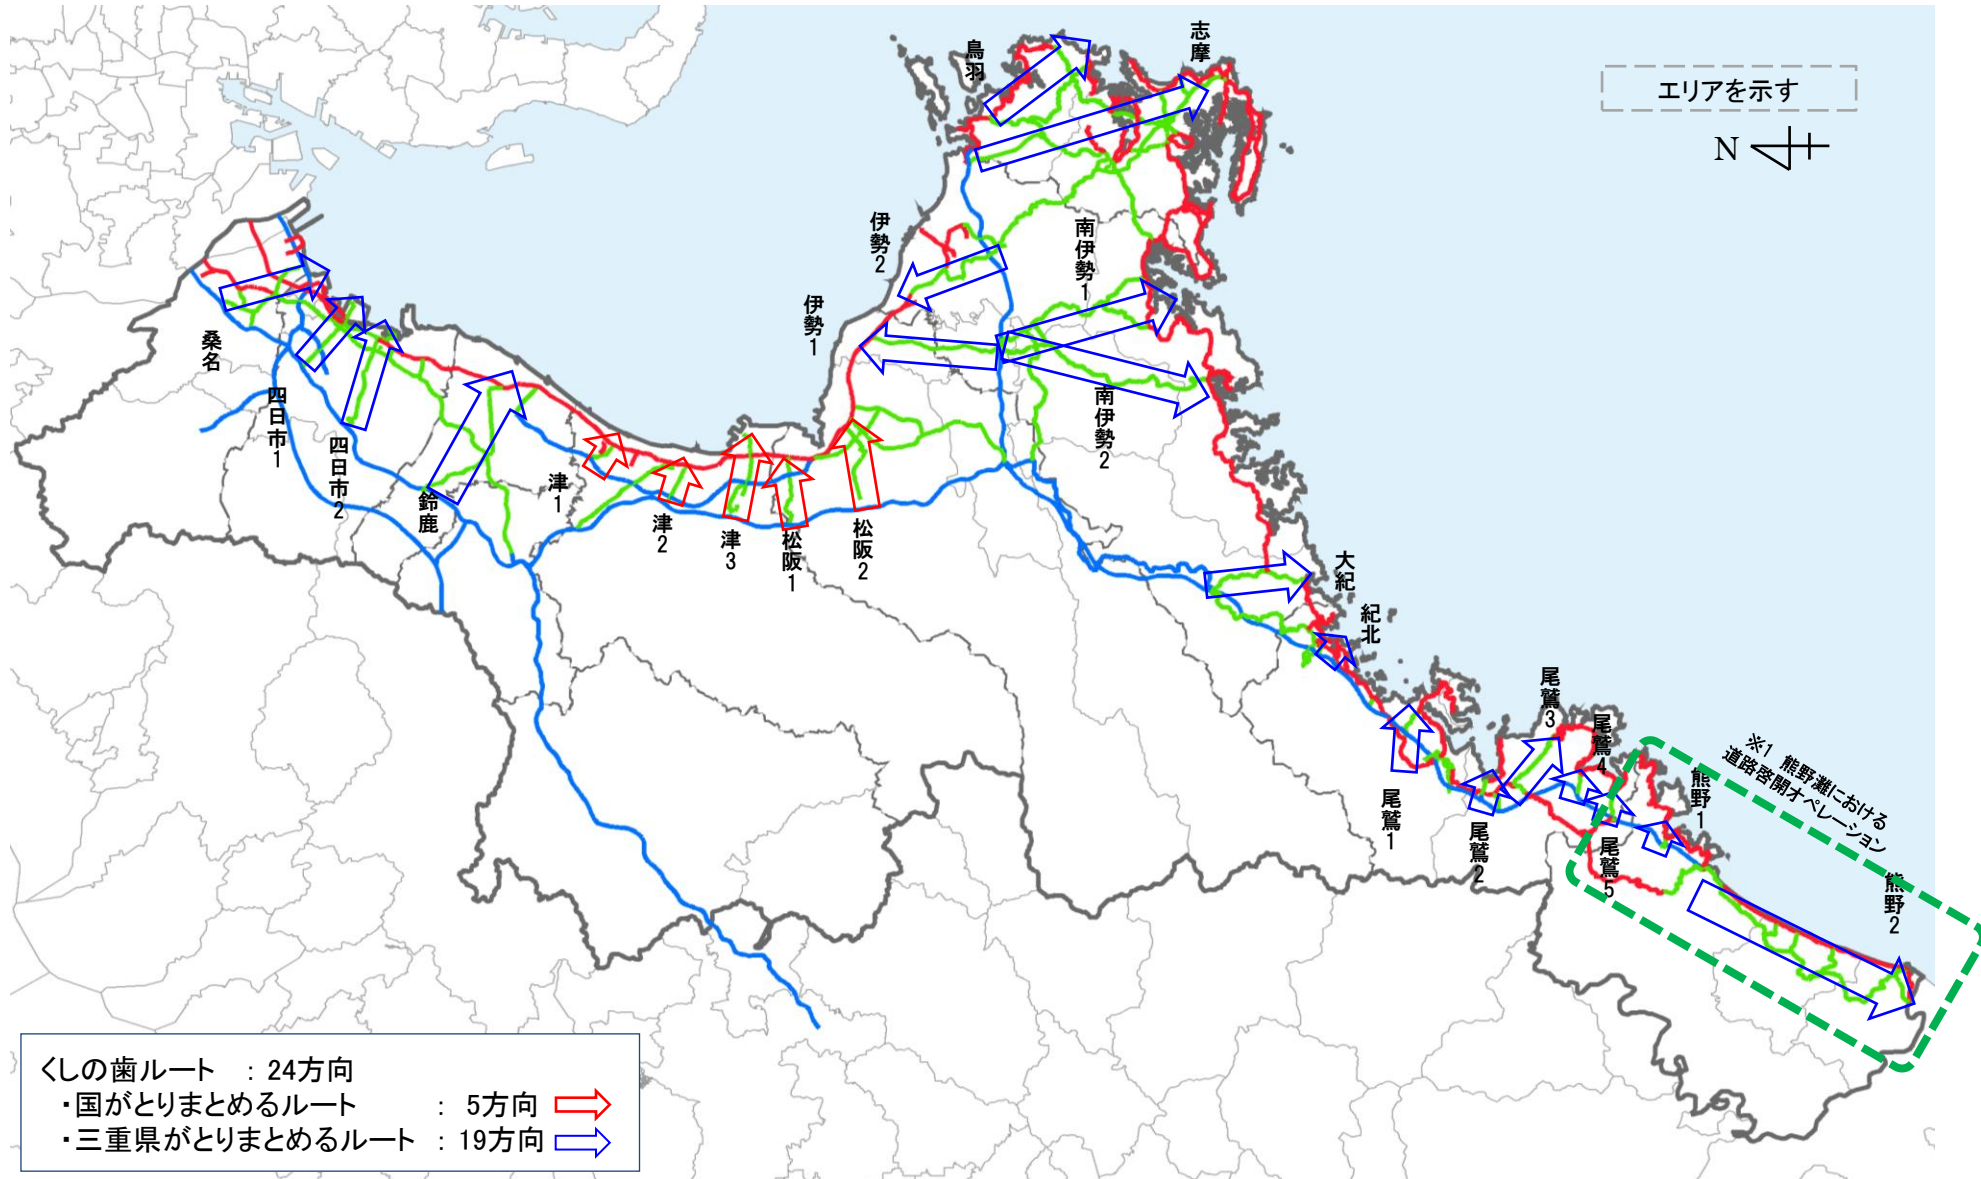 エリアを示す
N
志摩
鳥羽
伊勢2
伊勢1
南伊勢1
南伊勢2
桑名
四日市1
四日市2
鈴鹿
津1
津2
津3
松阪1
松阪2
大紀
紀北
尾鷲1
尾鷲2
尾鷲3
尾鷲4
尾鷲5
熊野1
熊野2
※1 熊野灘における
道路啓開オペレーション
くしの歯ルート : 24方向
・国がとりまとめるルート : 5方向
・三重県がとりまとめるルート : 19方向